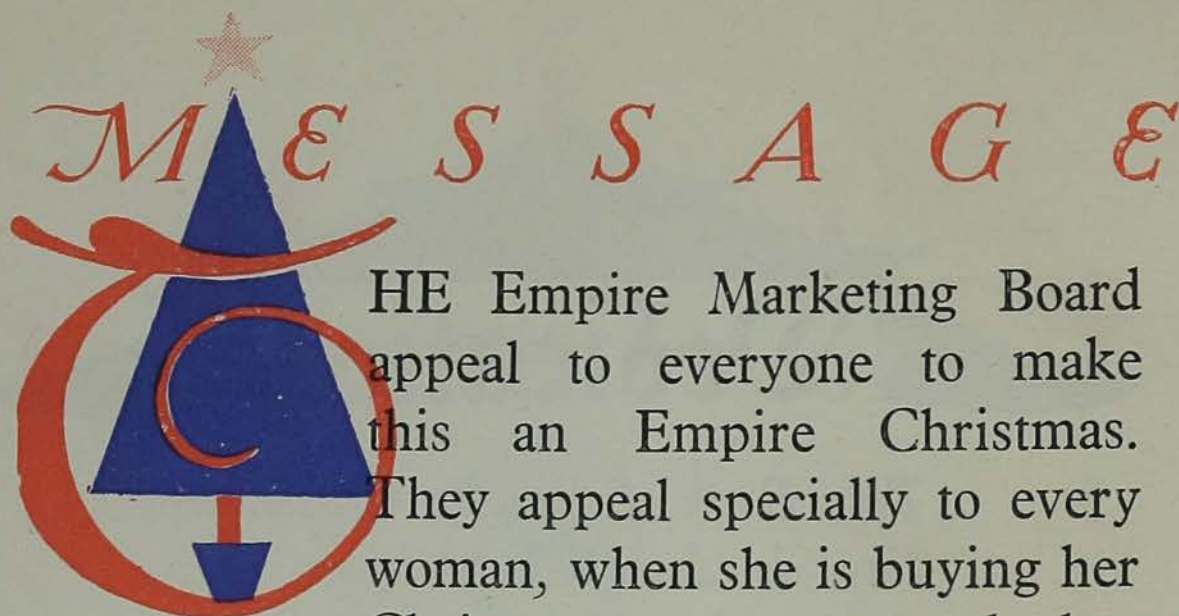 MESSAGE
THE Empire Marketing Board
appeal to everyone to make
this an Empire Christmas.
They appeal specially to every
woman, when she is buying her